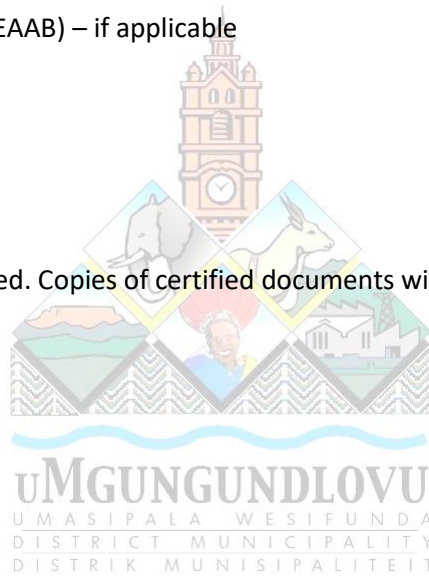 EAAB) – if applicable
ed. Copies of certified documents wi
uMGUNGUNDLOVU
UMASIPALA WESIFUNDA
DISTRICT MUNICIPALITY
DISTRIK MUNISIPALITEIT